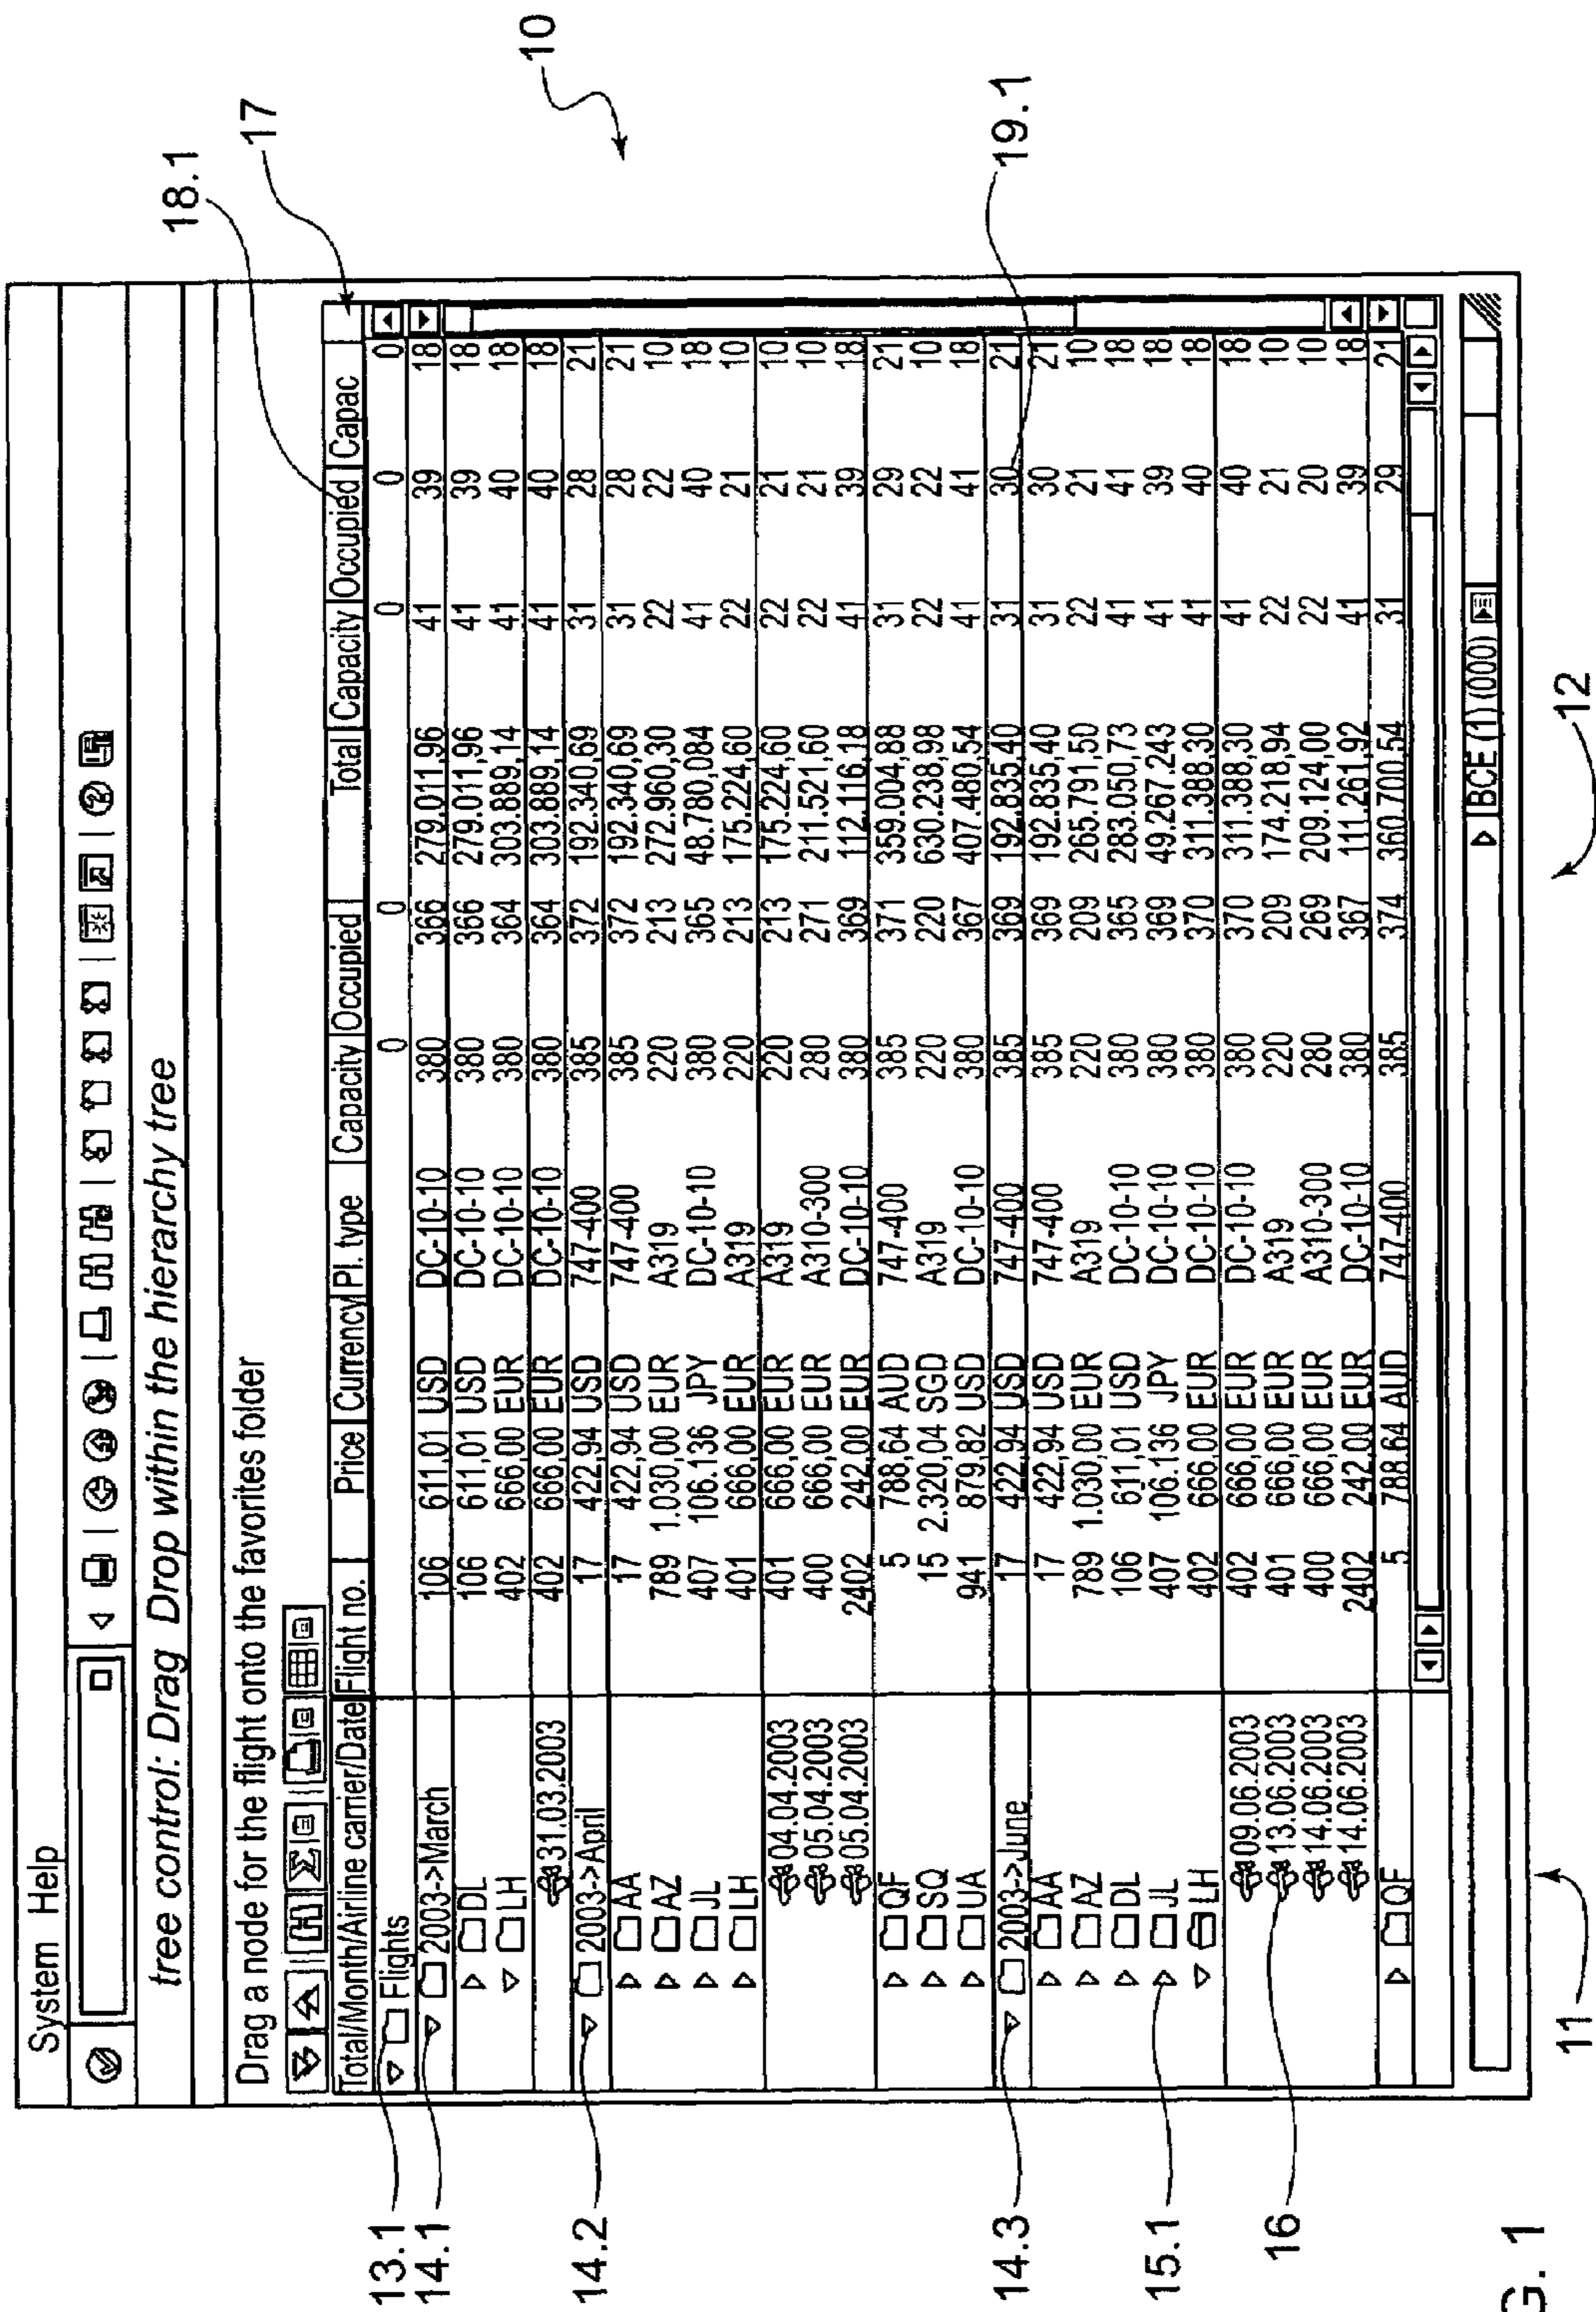 System Help
tree control: Drag Drop within the hierarchy tree
Drag a node for the flight onto the favorites folder
Total/Month/Airline carrier/Date Flight no. Price Currency Pl. type Capacity Occupied Total Capacity Occupied Capac
Flights 0 0 0 0 0
2003->March 106 611,01 USD DC-10-10 380 366 279.011,96 41 39 18
DL 106 611,01 USD DC-10-10 380 366 279.011,96 41 39 18
LH 402 666,00 EUR DC-10-10 380 364 303.889,14 41 40 18
31.03.2003 402 666,00 EUR DC-10-10 380 364 303.889,14 41 40 18
2003->April 17 422,94 USD 747-400 385 372 192.340,69 31 28 21
AA 17 422,94 USD 747-400 385 372 192.340,69 31 28 21
AZ 789 1.030,00 EUR A319 220 213 272.960,30 22 22 10
JL 407 106.136 JPY DC-10-10 380 365 48.780,084 41 40 18
LH 401 666,00 EUR A319 220 213 175.224,60 22 21 10
04.04.2003 401 666,00 EUR A319 220 213 175.224,60 22 21 10
05.04.2003 400 666,00 EUR A310-300 280 271 211.521,60 22 21 10
05.04.2003 2402 242,00 EUR DC-10-10 380 369 112.116,18 41 39 18
QF 5 788,64 AUD 747-400 385 371 359.004,88 31 29 21
SQ 15 2.320,04 SGD A319 220 220 630.238,98 22 22 10
UA 941 879,82 USD DC-10-10 380 367 407.480,54 41 41 18
2003->June 17 422,94 USD 747-400 385 369 192.835,40 31 30 21
AA 17 422,94 USD 747-400 385 369 192.835,40 31 30 21
AZ 789 1.030,00 EUR A319 220 209 265.791,50 22 21 10
DL 106 611,01 USD DC-10-10 380 365 283.050,73 41 41 18
JL 407 106.136 JPY DC-10-10 380 369 49.267.243 41 39 18
LH 402 666,00 EUR DC-10-10 380 370 311.388,30 41 40 18
09.06.2003 402 666,00 EUR DC-10-10 380 370 311.388,30 41 40 18
13.06.2003 401 666,00 EUR A319 220 209 174.218,94 22 21 10
14.06.2003 400 666,00 EUR A310-300 280 269 209.124,00 22 20 10
14.06.2003 2402 242,00 EUR DC-10-10 380 367 111.261,92 41 39 18
QF 5 788,64 AUD 747-400 385 374 360.700,54 31 29 21
BCE (1) (000)
13.1
14.1
14.2
14.3
15.1
16
11
12
18.1
17
10
19.1
G. 1